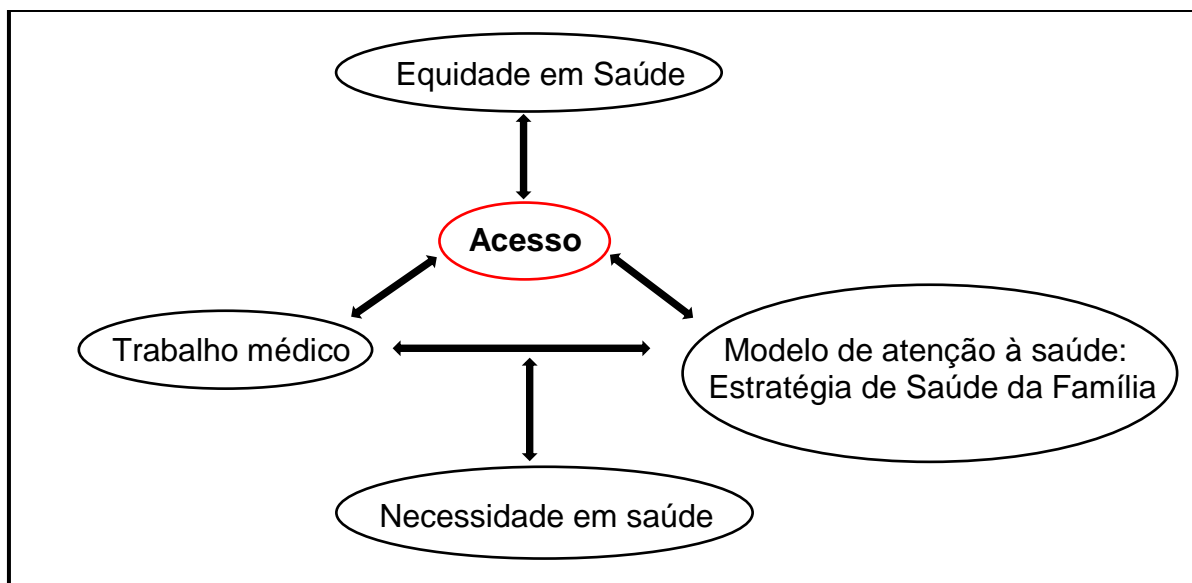 Equidade em Saúde
Acesso
Trabalho médico
Modelo de atenção à saúde:
Estratégia de Saúde da Família
Necessidade em saúde